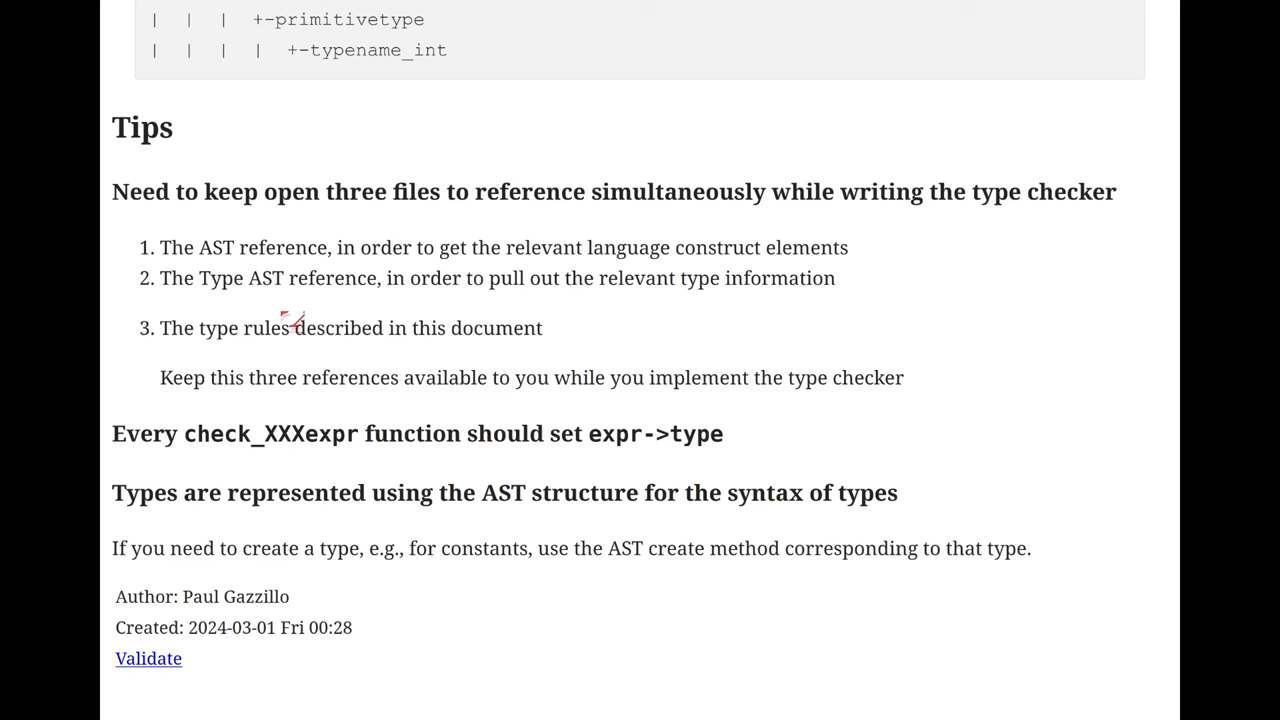 | | | +-primitivetype
| | | | +-typename_int
Tips
Need to keep open three files to reference simultaneously while writing the type checker
1. The AST reference, in order to get the relevant language construct elements
2. The Type AST reference, in order to pull out the relevant type information
3. The type rules described in this document
Keep this three references available to you while you implement the type checker
Every check_XXXexpr function should set expr->type
Types are represented using the AST structure for the syntax of types
If you need to create a type, e.g., for constants, use the AST create method corresponding to that type.
Author: Paul Gazzillo
Created: 2024-03-01 Fri 00:28
Validate